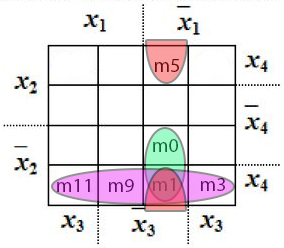 x₁ x̄₁
m5 x₄
x₂
m0 x̄₄
x̄₂
m11 m9 m1 m3 x₄
x₃ x̄₃ x₃